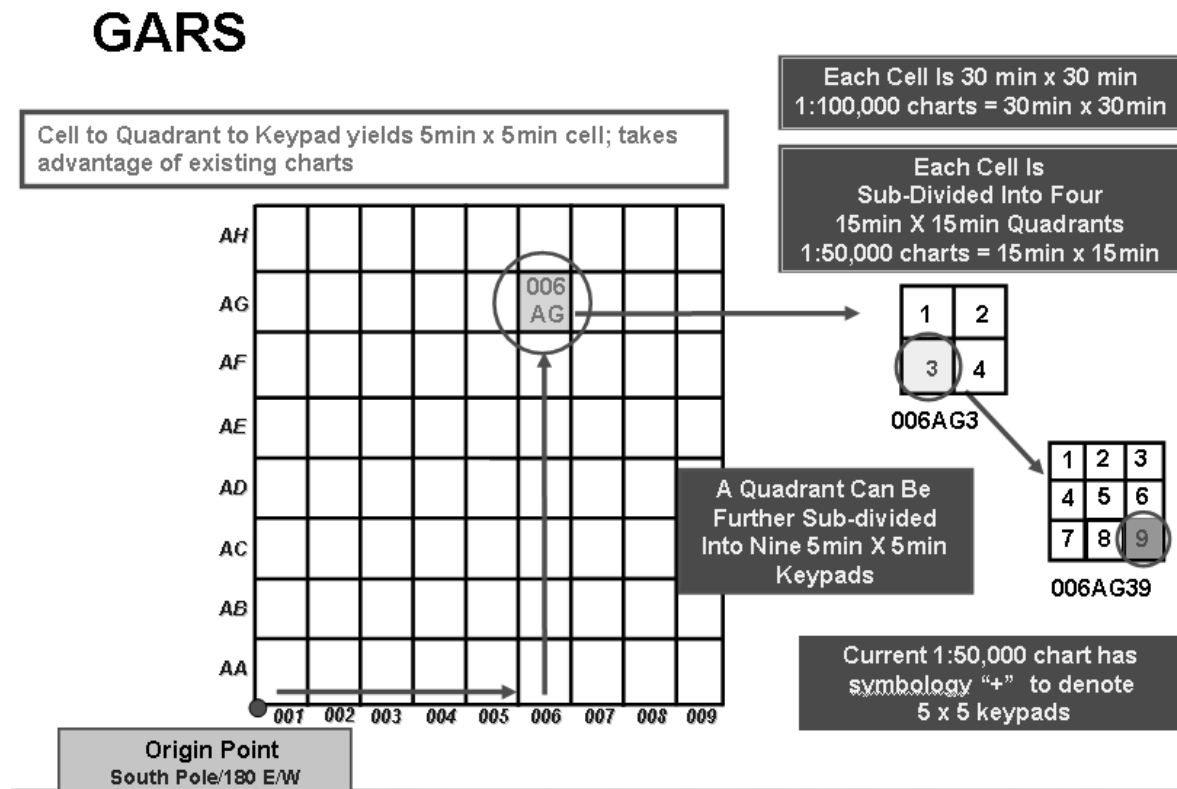 GARS
Each Cell Is 30 min x 30 min
1:100,000 charts = 30min x 30min
Cell to Quadrant to Keypad yields 5min x 5min cell; takes
advantage of existing charts
Each Cell Is
Sub-Divided Into Four
15min X 15min Quadrants
1:50,000 charts = 15min x 15min
AH
AG
AF
AE
AD
AC
AB
AA
006
AG
001 002 003 004 005 006 007 008 009
Origin Point
South Pole/180 E/W
1 2
3 4
006AG3
A Quadrant Can Be
Further Sub-divided
Into Nine 5min X 5min
Keypads
1 2 3
4 5 6
7 8 9
006AG39
Current 1:50,000 chart has
symbology "+" to denote
5 x 5 keypads